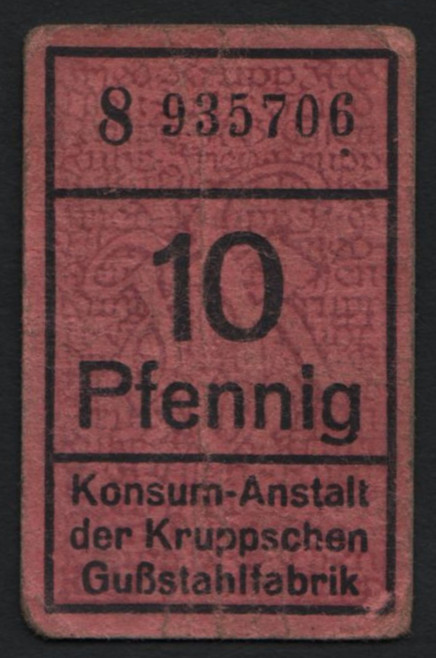 8 935706
10
Pfennig
Konsum-Anstalt
der Kruppschen
Gußstahlfabrik